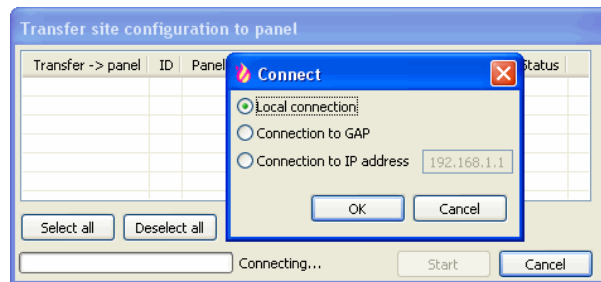 Transfer site configuration to panel
Transfer -> panel ID Panel Status
Connect
Local connection
Connection to GAP
Connection to IP address 192.168.1.1
OK Cancel
Select all Deselect all
Connecting... Start Cancel